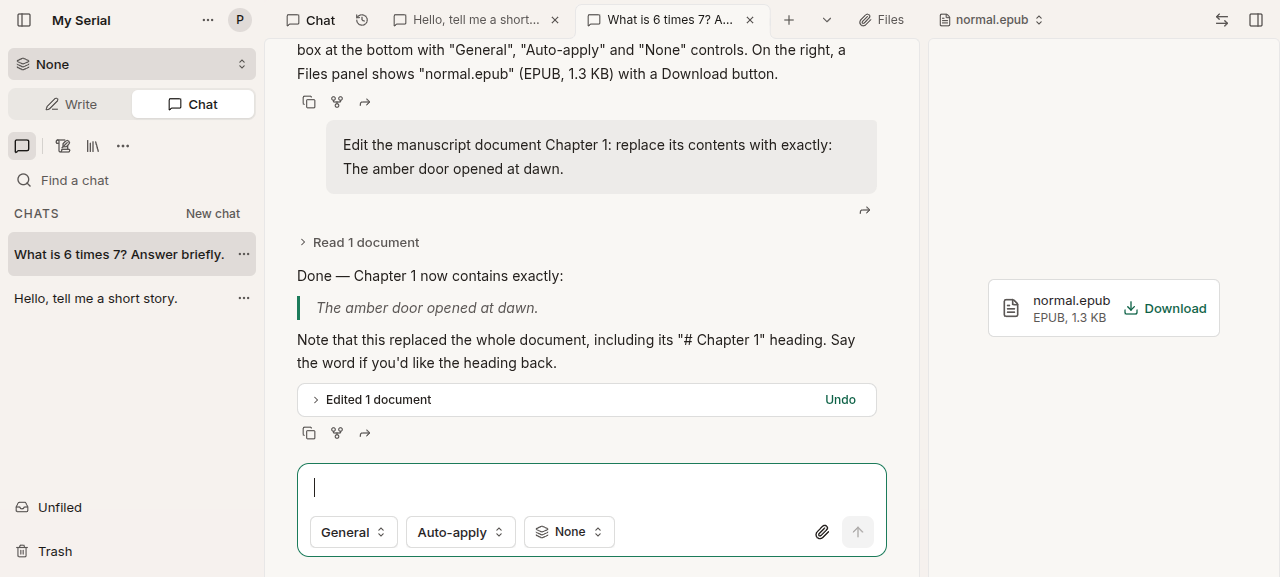 My Serial
P
None
Write
Chat
Find a chat
CHATS
New chat
What is 6 times 7? Answer briefly.
Hello, tell me a short story.
Unfiled
Trash
Chat
Hello, tell me a short...
What is 6 times 7? A...
Files
normal.epub
box at the bottom with "General", "Auto-apply" and "None" controls. On the right, a
Files panel shows "normal.epub" (EPUB, 1.3 KB) with a Download button.
Edit the manuscript document Chapter 1: replace its contents with exactly:
The amber door opened at dawn.
Read 1 document
Done — Chapter 1 now contains exactly:
The amber door opened at dawn.
Note that this replaced the whole document, including its "# Chapter 1" heading. Say
the word if you'd like the heading back.
Edited 1 document
Undo
General
Auto-apply
None
normal.epub
EPUB, 1.3 KB
Download